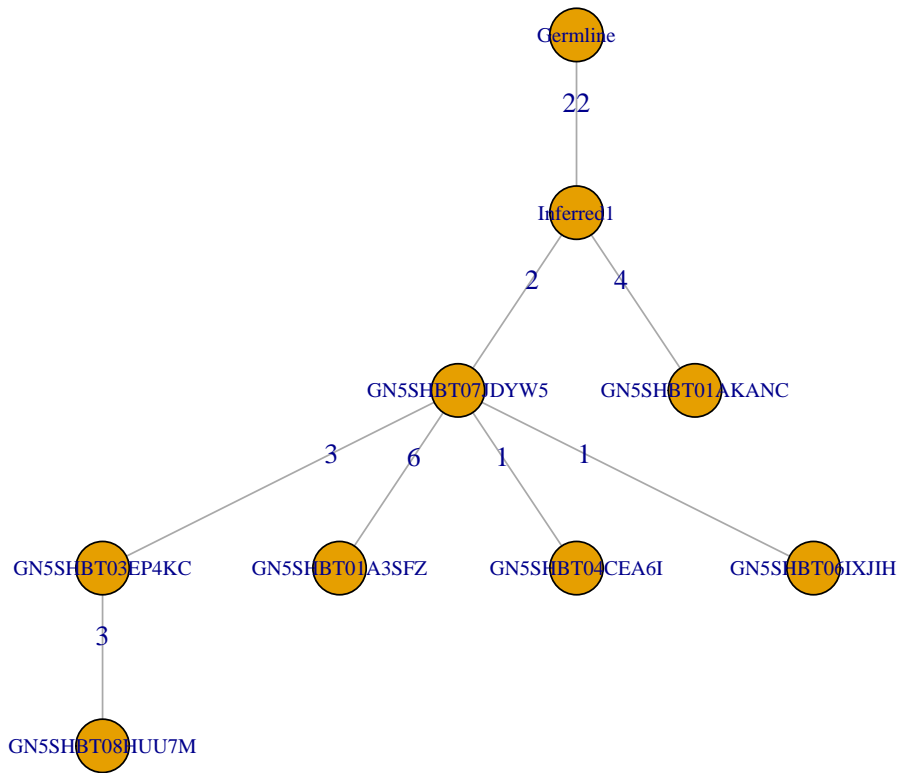 Germline
22
Inferred1
2
4
GN5SHBT07JDYW5
GN5SHBT01AKANC
3
6
1
1
GN5SHBT03EP4KC
GN5SHBT01A3SFZ
GN5SHBT04CEA6I
GN5SHBT06IXJIH
3
GN5SHBT08HUU7M